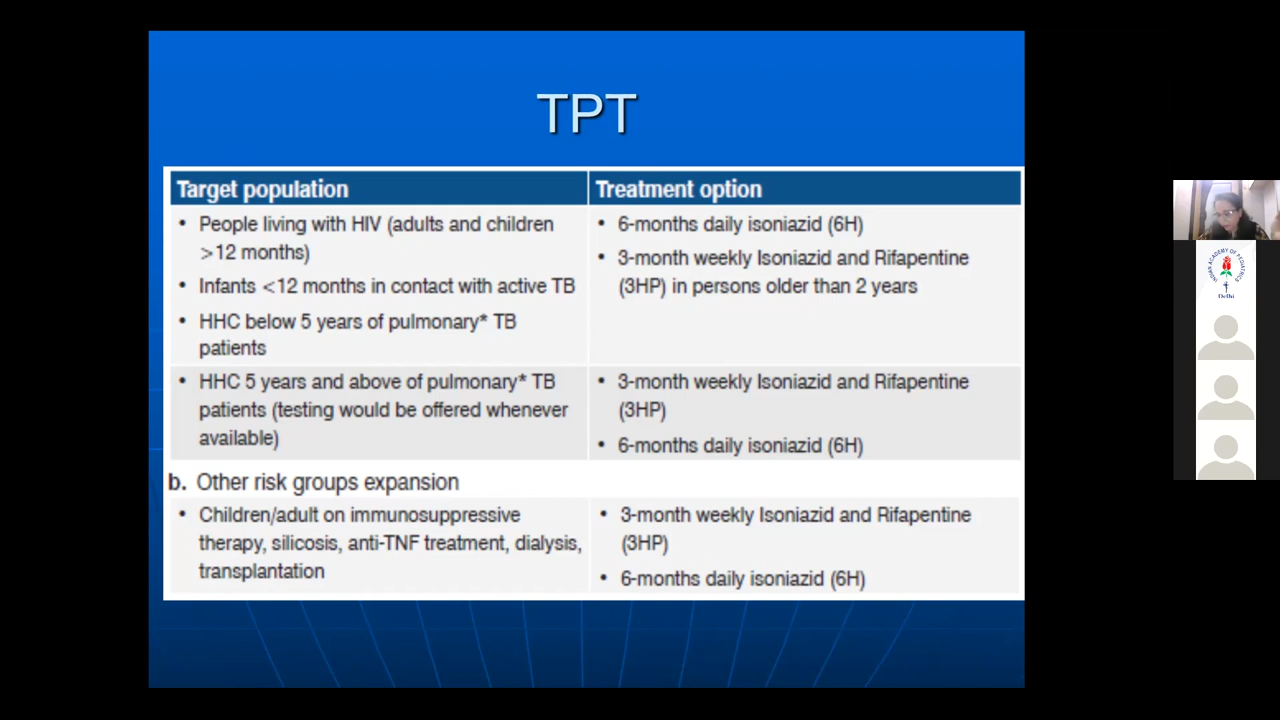 TPT
Target population
Treatment option
• People living with HIV (adults and children
>12 months)
• Infants <12 months in contact with active TB
• HHC below 5 years of pulmonary* TB
patients
• 6-months daily isoniazid (6H)
• 3-month weekly Isoniazid and Rifapentine
(3HP) in persons older than 2 years
• HHC 5 years and above of pulmonary* TB
patients (testing would be offered whenever
available)
• 3-month weekly Isoniazid and Rifapentine
(3HP)
• 6-months daily isoniazid (6H)
b. Other risk groups expansion
• Children/adult on immunosuppressive
therapy, silicosis, anti-TNF treatment, dialysis,
transplantation
• 3-month weekly Isoniazid and Rifapentine
(3HP)
• 6-months daily isoniazid (6H)
INDIAN ACADEMY OF PEDIATRICS
Delhi